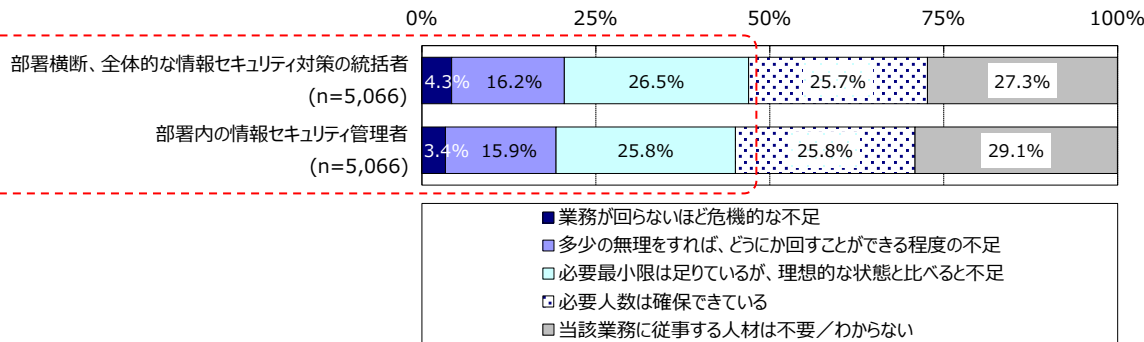 0% 25% 50% 75% 100%
部署横断、全体的な情報セキュリティ対策の統括者
(n=5,066)
4.3% 16.2% 26.5% 25.7% 27.3%
部署内の情報セキュリティ管理者
(n=5,066)
3.4% 15.9% 25.8% 25.8% 29.1%
業務が回らないほど危機的な不足
多少の無理をすれば、どうにか回すことができる程度の不足
必要最小限は足りているが、理想的な状態と比べると不足
必要人数は確保できている
当該業務に従事する人材は不要／わからない